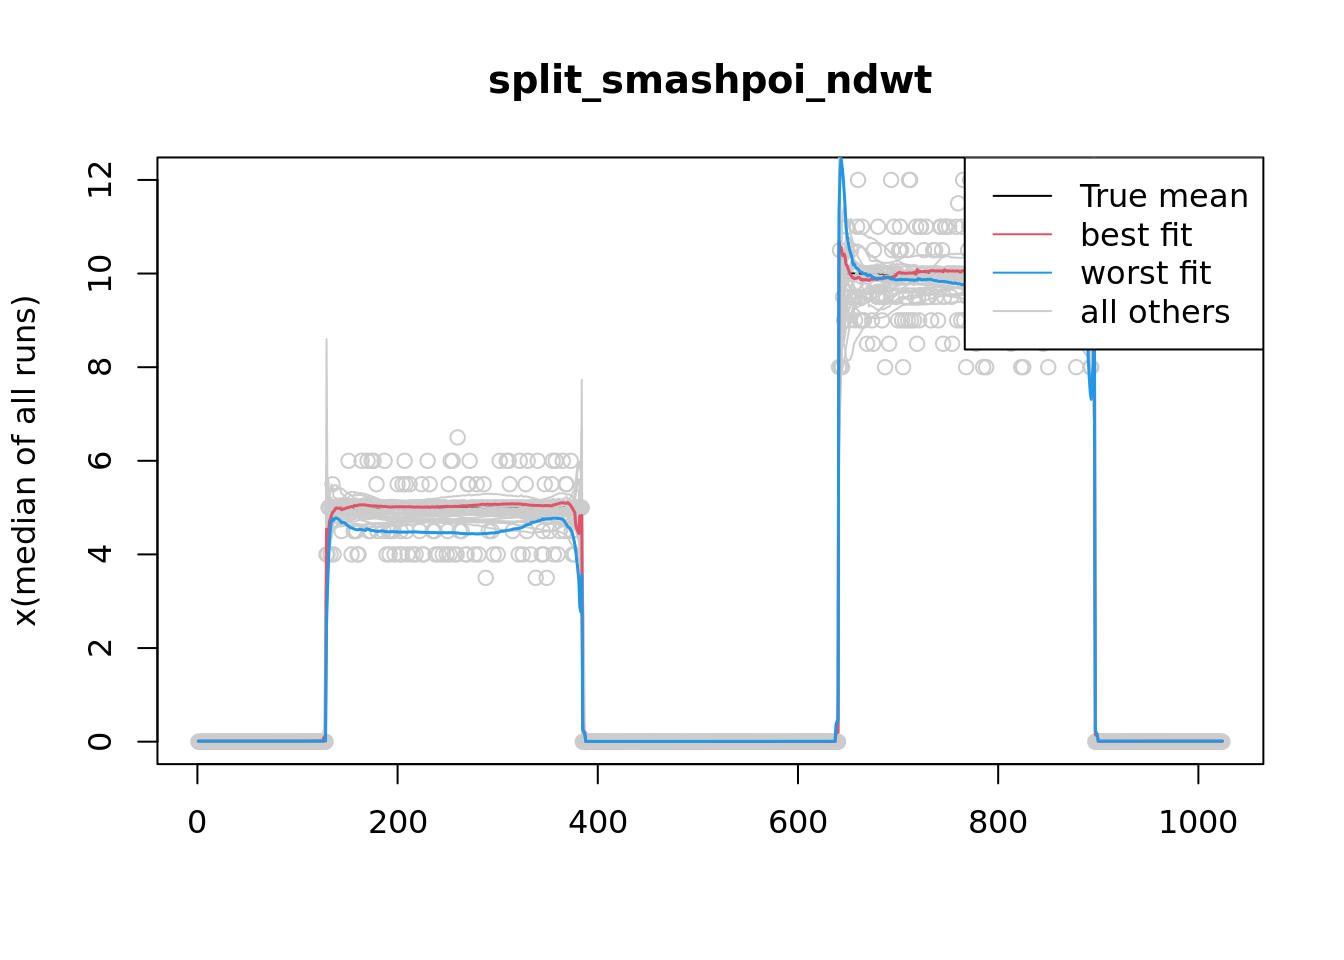 split_smashpoi_ndwt
x(median of all runs)
12
10
8
6
4
2
0
True mean
best fit
worst fit
all others
0 200 400 600 800 1000